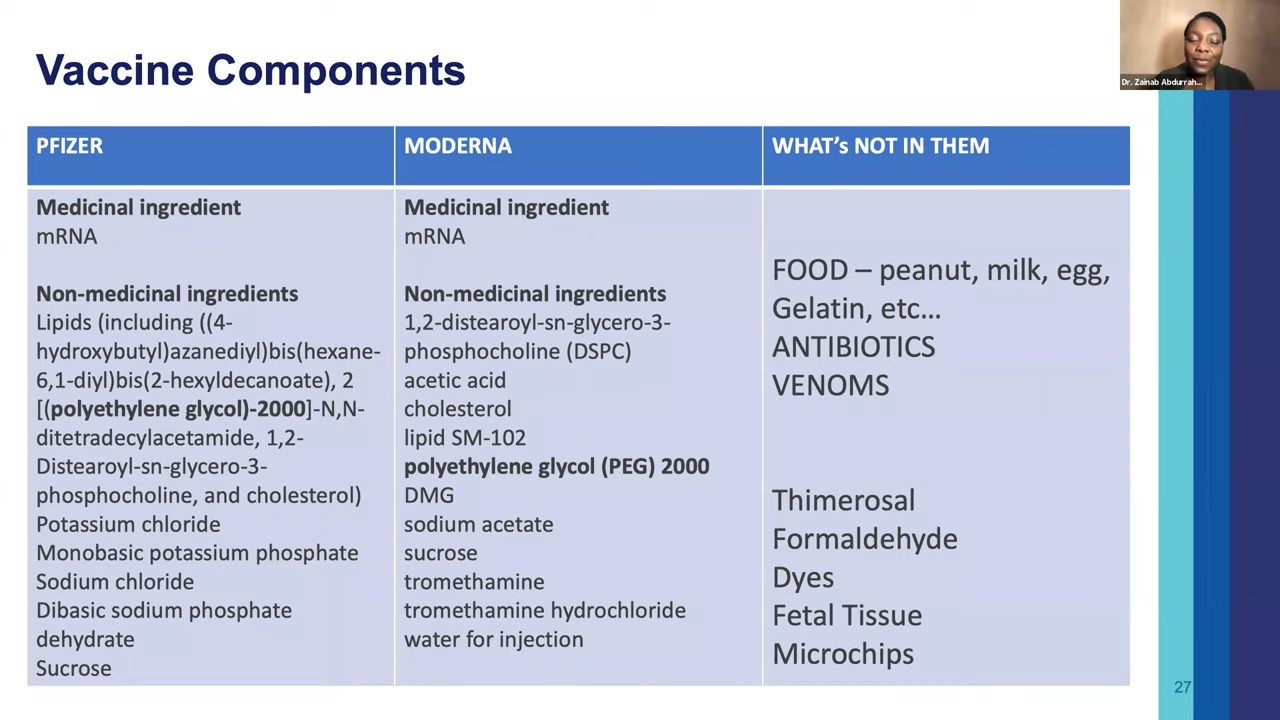 Vaccine Components
Dr. Zainab Abdurrah...
PFIZER
MODERNA
WHAT's NOT IN THEM
Medicinal ingredient
mRNA
Non-medicinal ingredients
Lipids (including ((4-
hydroxybutyl)azanediyl)bis(hexane-
6,1-diyl)bis(2-hexyldecanoate), 2
[(polyethylene glycol)-2000]-N,N-
ditetradecylacetamide, 1,2-
Distearoyl-sn-glycero-3-
phosphocholine, and cholesterol)
Potassium chloride
Monobasic potassium phosphate
Sodium chloride
Dibasic sodium phosphate
dehydrate
Sucrose
Medicinal ingredient
mRNA
Non-medicinal ingredients
1,2-distearoyl-sn-glycero-3-
phosphocholine (DSPC)
acetic acid
cholesterol
lipid SM-102
polyethylene glycol (PEG) 2000
DMG
sodium acetate
sucrose
tromethamine
tromethamine hydrochloride
water for injection
FOOD – peanut, milk, egg,
Gelatin, etc...
ANTIBIOTICS
VENOMS
Thimerosal
Formaldehyde
Dyes
Fetal Tissue
Microchips
27